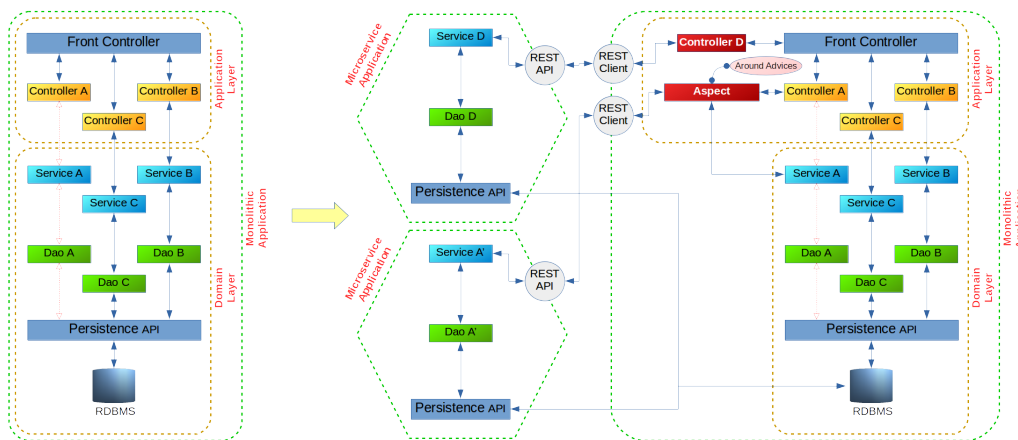 Front Controller
Controller A
Controller B
Controller C
Application
Layer
Service A
Service B
Service C
Dao A
Dao B
Dao C
Persistence API
RDBMS
Domain
Layer
Monolithic
Application
Microservice
Application
Service D
REST
API
Dao D
Persistence API
Microservice
Application
Service A'
REST
API
Dao A'
Persistence API
REST
Client
REST
Client
Controller D
Around Advices
Aspect
Front Controller
Controller A
Controller B
Controller C
Application
Layer
Service A
Service B
Service C
Dao A
Dao B
Dao C
Persistence API
RDBMS
Domain
Layer
Monolithic
Applicatio